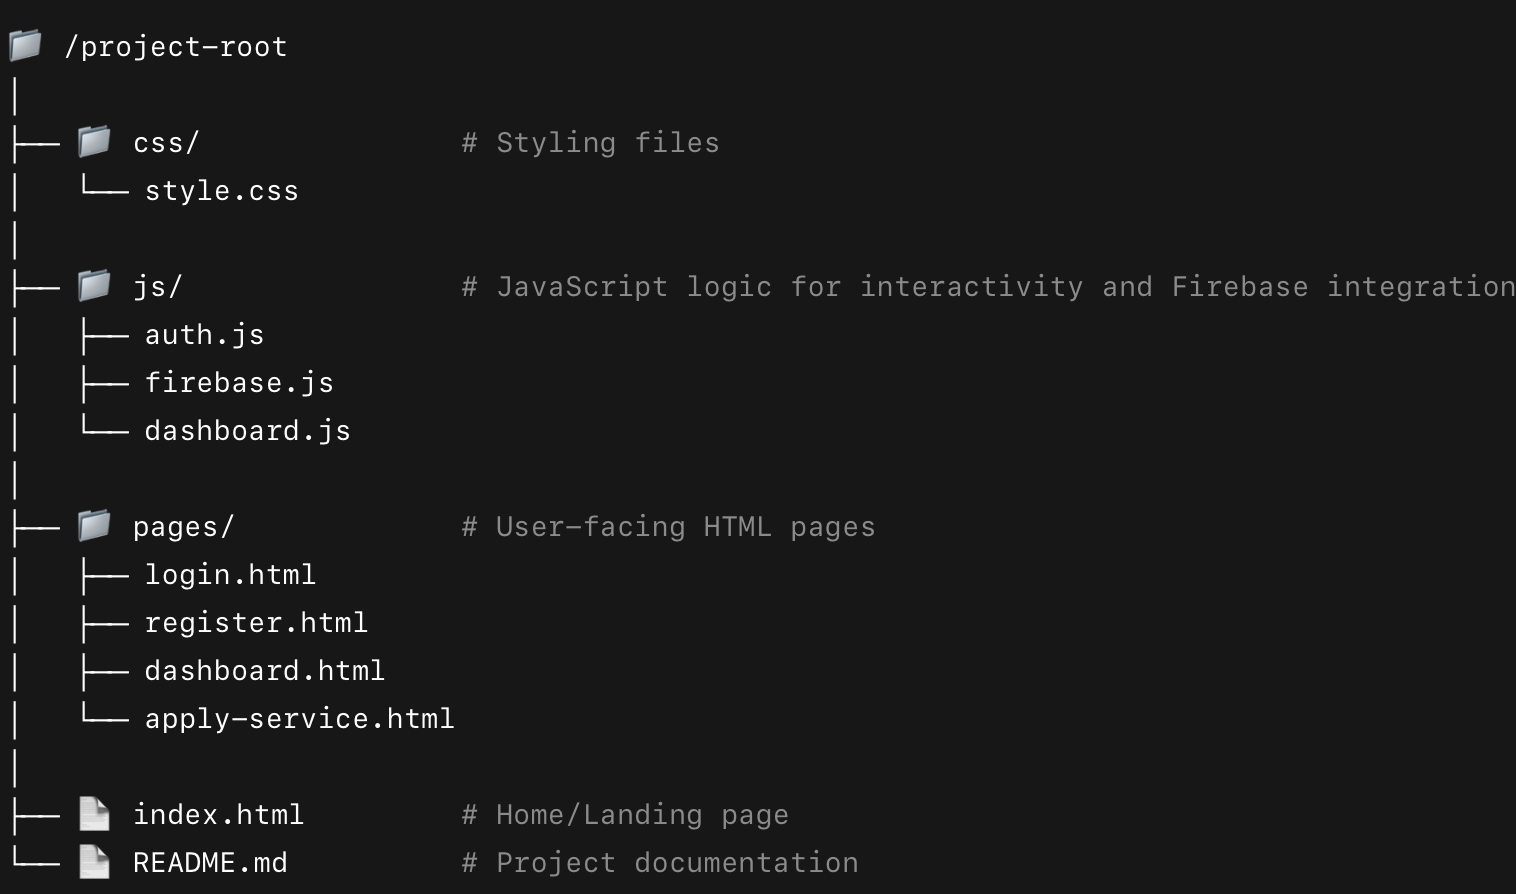 📁 /project-root
│
├── 📁 css/               # Styling files
│   └── style.css
│
├── 📁 js/                # JavaScript logic for interactivity and Firebase integration
│   ├── auth.js
│   ├── firebase.js
│   └── dashboard.js
│
├── 📁 pages/             # User-facing HTML pages
│   ├── login.html
│   ├── register.html
│   ├── dashboard.html
│   └── apply-service.html
│
├── 📄 index.html         # Home/Landing page
└── 📄 README.md          # Project documentation